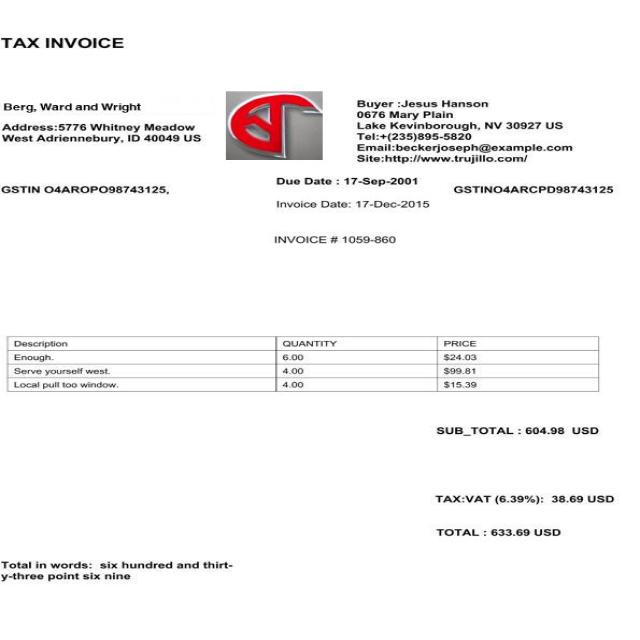 TAX INVOICE
Berg, Ward and Wright
Address:5776 Whitney Meadow
West Adriennebury, ID 40049 US
Buyer :Jesus Hanson
0676 Mary Plain
Lake Kevinborough, NV 30927 US
Tel:+(235)895-5820
Email:beckerjoseph@example.com
Site:http://www.trujillo.com/
GSTIN O4AROPO98743125,
Due Date : 17-Sep-2001
GSTINO4ARCPD98743125
Invoice Date: 17-Dec-2015
INVOICE # 1059-860
Description QUANTITY PRICE
Enough. 6.00 $24.03
Serve yourself west. 4.00 $99.81
Local pull too window. 4.00 $15.39
SUB_TOTAL : 604.98 USD
TAX:VAT (6.39%): 38.69 USD
TOTAL : 633.69 USD
Total in words: six hundred and thirt-
y-three point six nine